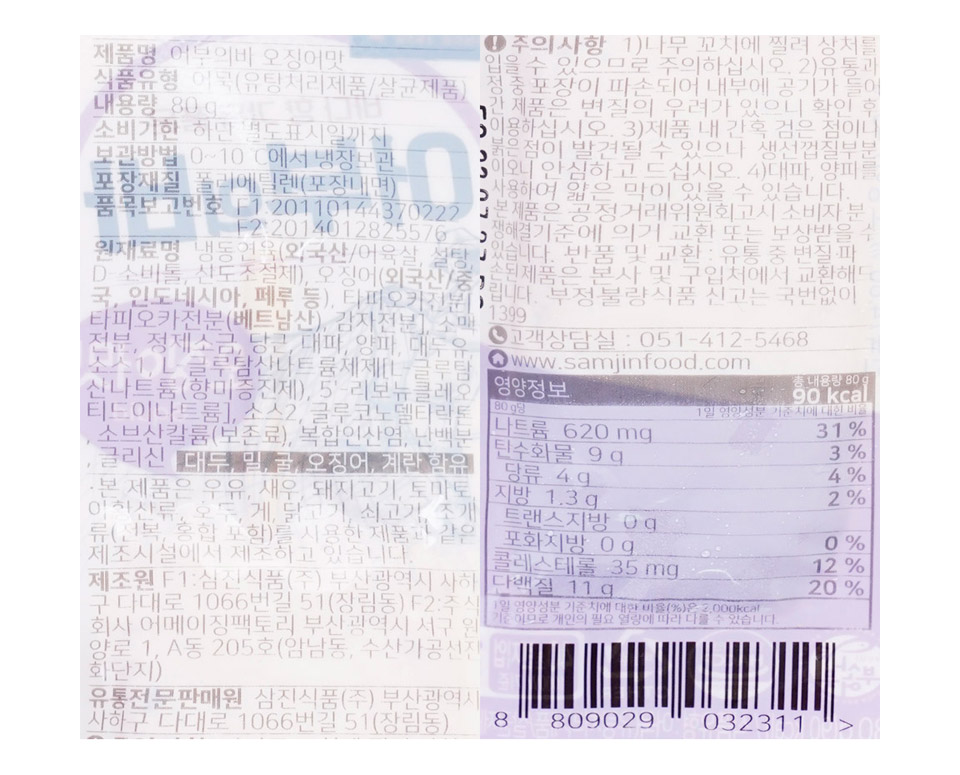 제품명 어부의바 오징어맛
식품유형 어묵(유탕처리제품/살균제품)
내용량 80 g
소비기한 하단 별도표시일까지
보관방법 0~10℃에서 냉장보관
포장재질 폴리에틸렌(포장내면)
품목보고번호 F1:20110144370222
F2:2014012825576
원재료명 냉동연육(외국산/어육살, 설탕
D-소비톨, 산도조절제), 오징어(외국산/중
국, 인도네시아, 페루 등), 타피오카전분
타피오카전분(베트남산), 감자전분], 소맥
전분, 정제소금, 당근, 대파, 양파, 대두유
L-글루탐산나트륨제제[L-글루탐
신나트륨(향미증진제), 5'-리보뉴클레오
티드이나트륨], 소스2, 글루코노델타락톤
, 소브산칼륨(보존료), 복합인산염, 난백분
, 글리신 대두, 밀, 굴, 오징어, 계란 함유
·본 제품은 우유, 새우, 돼지고기, 토마토
아황산류, 호두, 게, 닭고기, 쇠고기, 조개
류(전복, 홍합 포함)를 사용한 제품과 같은
제조시설에서 제조하고 있습니다.
제조원 F1:삼진식품(주) 부산광역시 사하
구 다대로 1066번길 51(장림동) F2:주식
회사 어메이징팩토리 부산광역시 서구 원
양로 1, A동 205호(암남동, 수산가공선진
화단지)
유통전문판매원 삼진식품(주) 부산광역시
사하구 다대로 1066번길 51(장림동)
주의사항 1)나무 꼬치에 찔려 상처를
입을 수 있으므로 주의하십시오. 2)유통과
정 중 포장이 파손되어 내부에 공기가 들어
간 제품은 변질의 우려가 있으니 확인 후
이용하십시오. 3)제품 내 간혹 검은 점이나
붉은 점이 발견될 수 있으나 생선껍질부분
이오니 안심하고 드십시오. 4)대파, 양파를
사용하여 얇은 막이 있을 수 있습니다.
·본 제품은 공정거래위원회고시 소비자분
쟁해결기준에 의거 교환 또는 보상받을 수
있습니다. 반품 및 교환 : 유통 중 변질·파
손된 제품은 본사 및 구입처에서 교환해드
립니다. 부정·불량식품 신고는 국번없이
1399
고객상담실 : 051-412-5468
www.samjinfood.com
영양정보 총 내용량 80 g
90 kcal
80 g당 1일 영양성분 기준치에 대한 비율
나트륨 620 mg 31 %
탄수화물 9 g 3 %
당류 4 g 4 %
지방 1.3 g 2 %
트랜스지방 0 g
포화지방 0 g 0 %
콜레스테롤 35 mg 12 %
단백질 11 g 20 %
1일 영양성분 기준치에 대한 비율(%)은 2,000kcal
기준이므로 개인의 필요 열량에 따라 다를 수 있습니다.
8 809029 032311 >